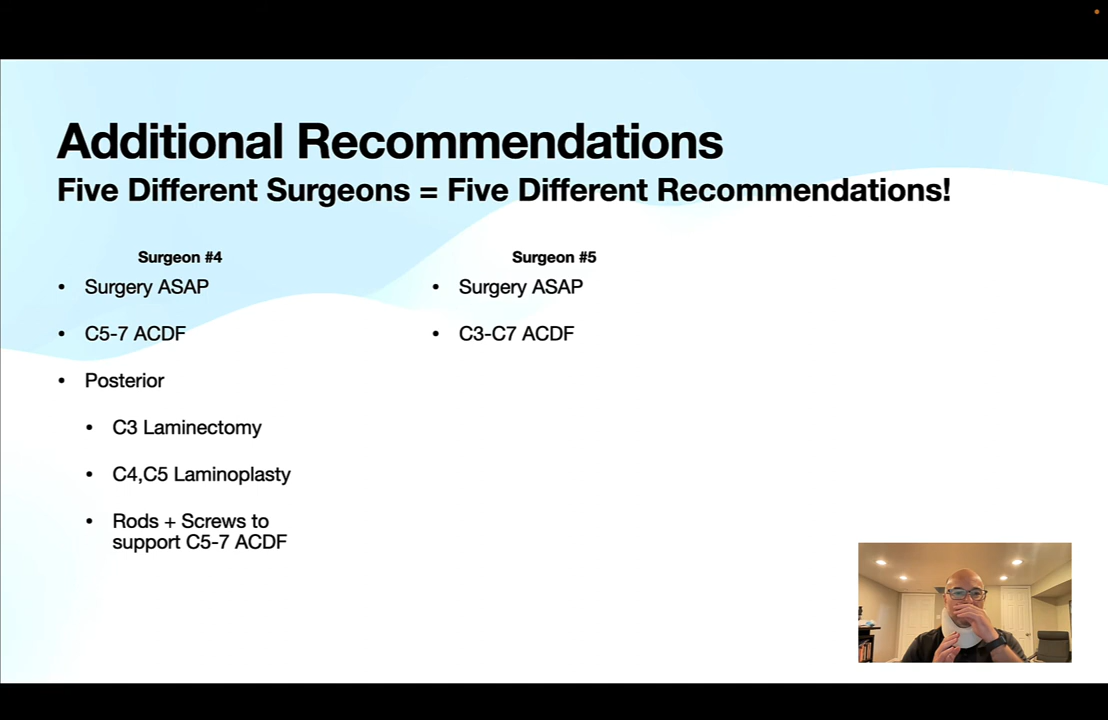 Additional Recommendations
Five Different Surgeons = Five Different Recommendations!
Surgeon #4
• Surgery ASAP
• C5-7 ACDF
• Posterior
• C3 Laminectomy
• C4,C5 Laminoplasty
• Rods + Screws to
support C5-7 ACDF
Surgeon #5
• Surgery ASAP
• C3-C7 ACDF